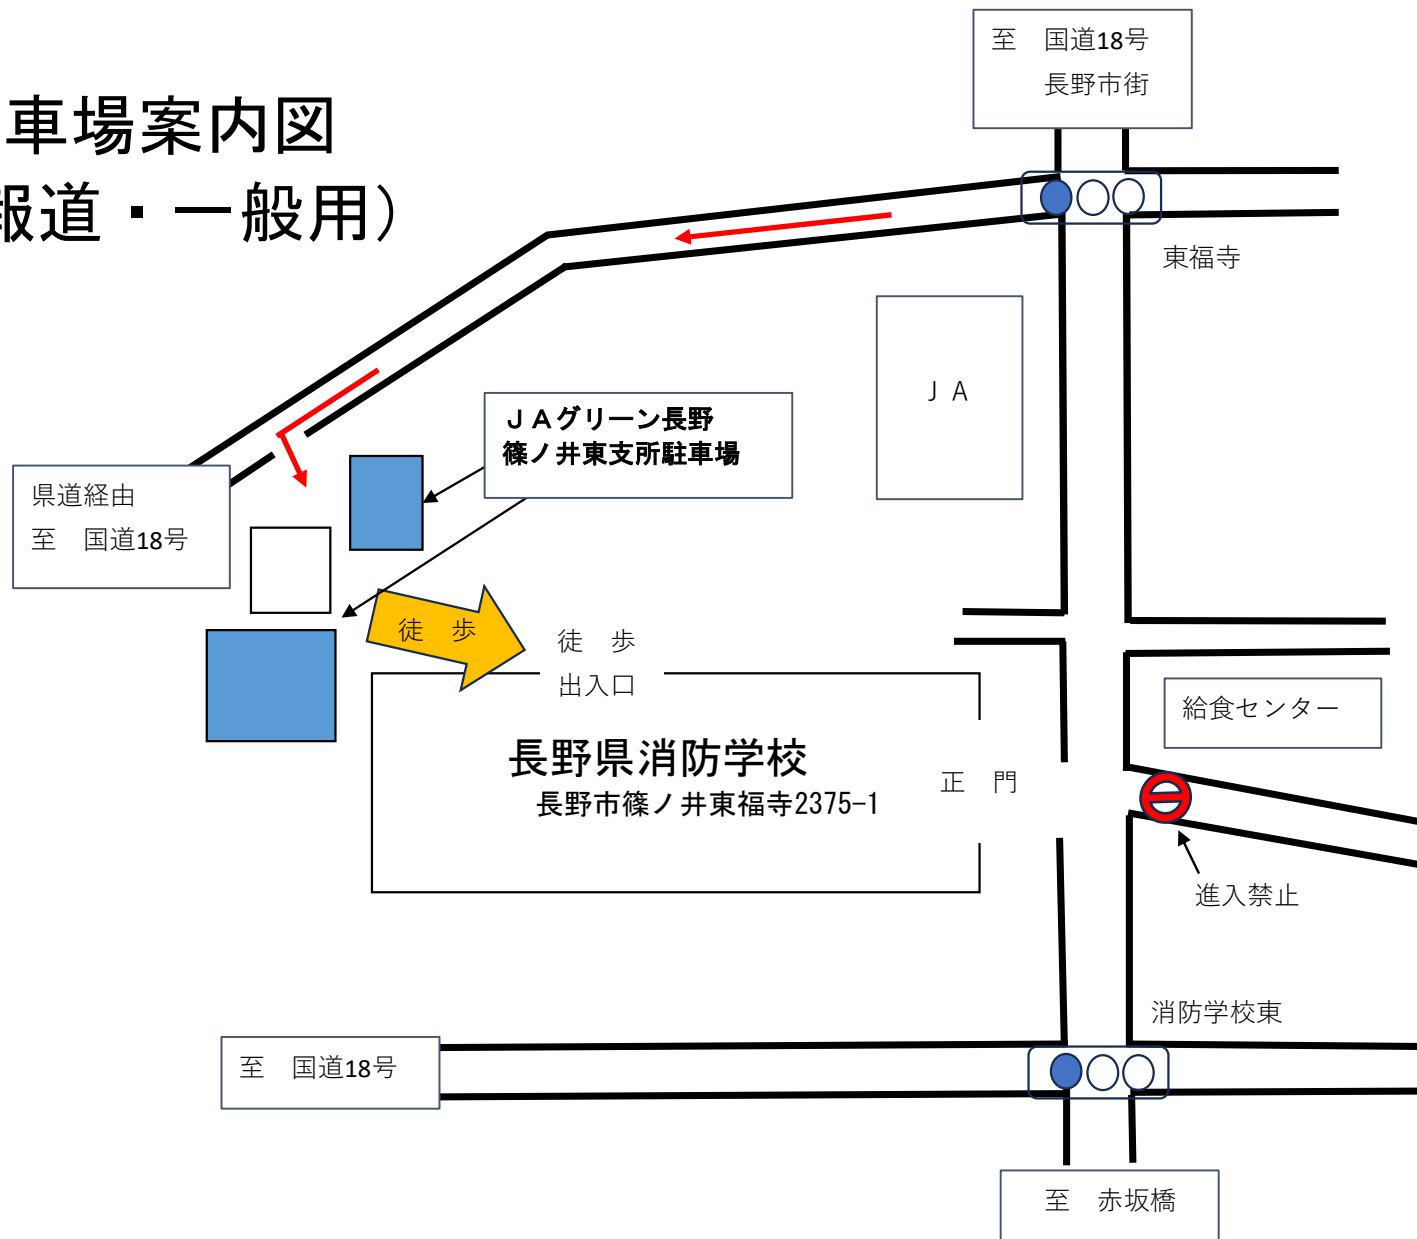 車場案内図
報道・一般用）
至　国道18号
長野市街
東福寺
ＪＡ
ＪＡグリーン長野
篠ノ井東支所駐車場
県道経由
至　国道18号
徒　歩
徒　歩
出入口
長野県消防学校
長野市篠ノ井東福寺2375-1
正　門
給食センター
進入禁止
消防学校東
至　国道18号
至　赤坂橋